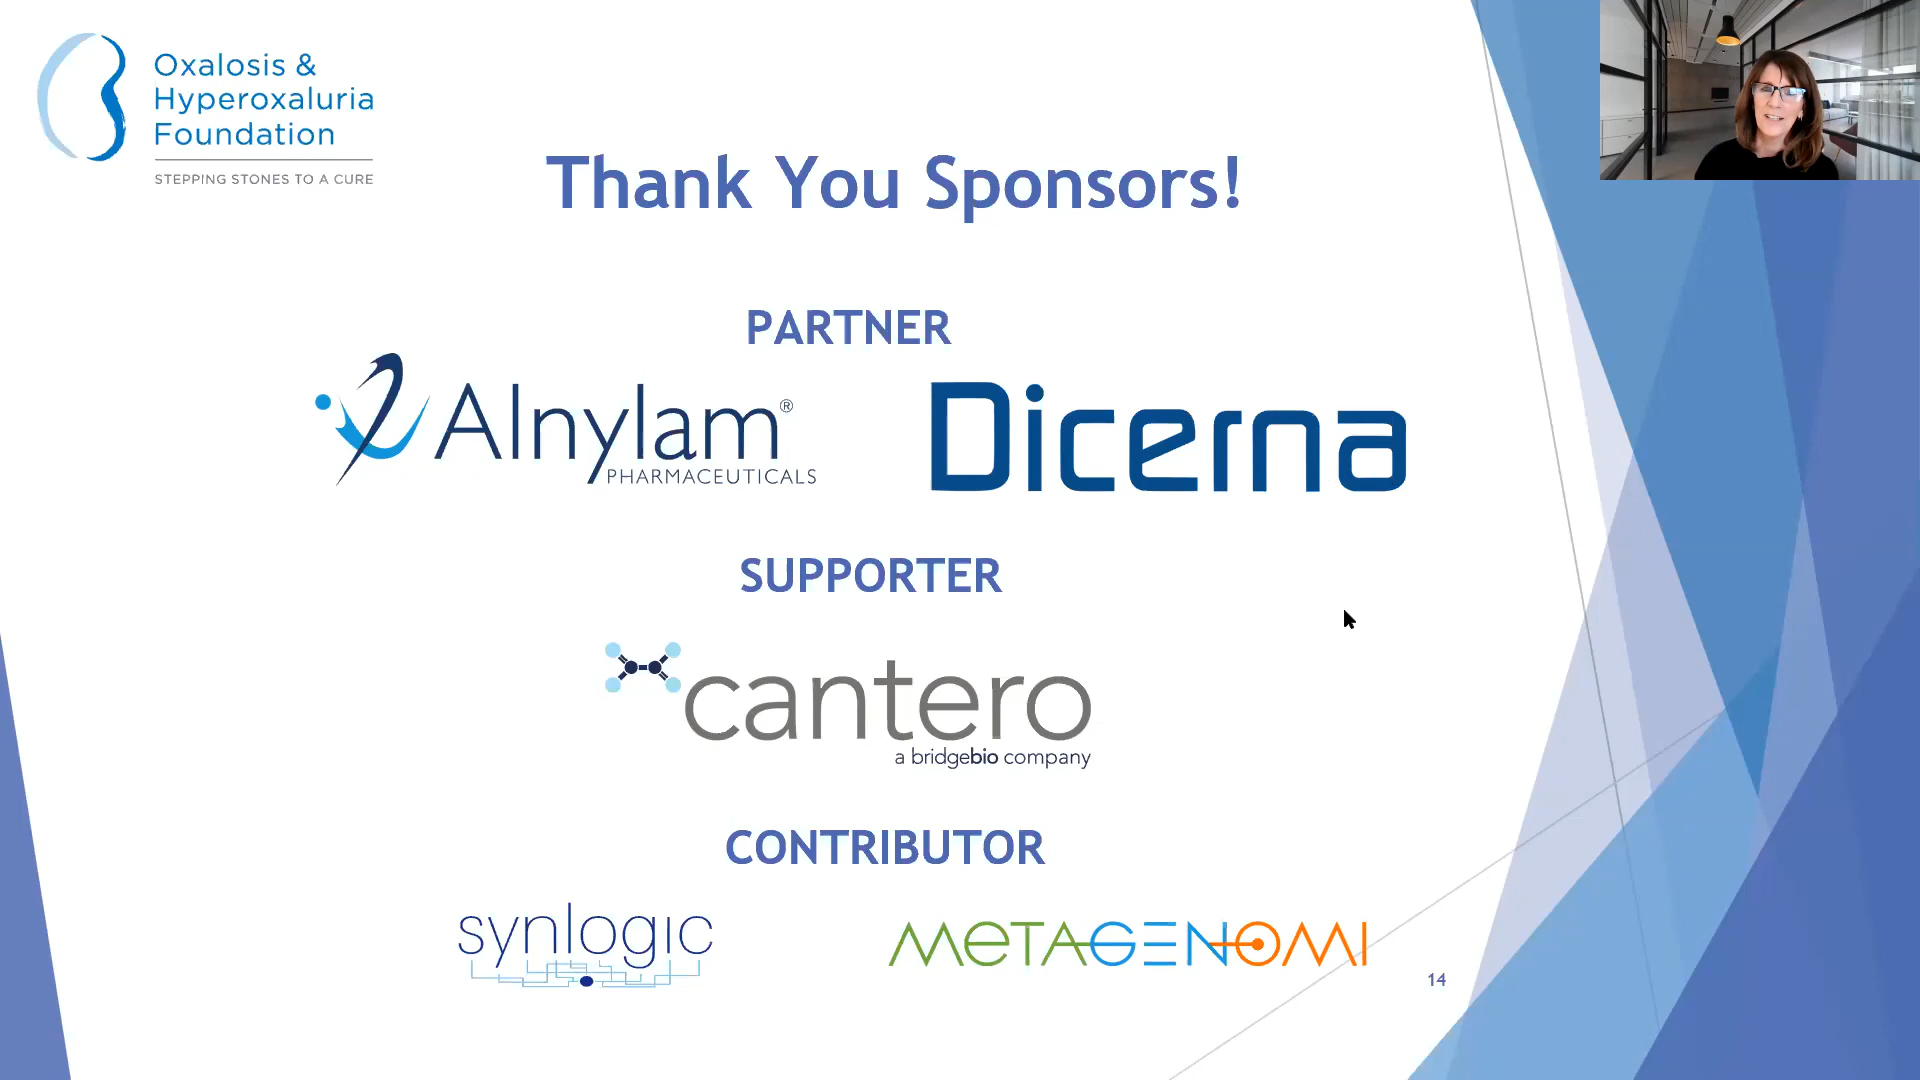 Oxalosis &
Hyperoxaluria
Foundation
STEPPING STONES TO A CURE
Thank You Sponsors!
PARTNER
Alnylam®
PHARMACEUTICALS
Dicerna
SUPPORTER
cantero
a bridgebio company
CONTRIBUTOR
synlogic
METAGENOMI
14